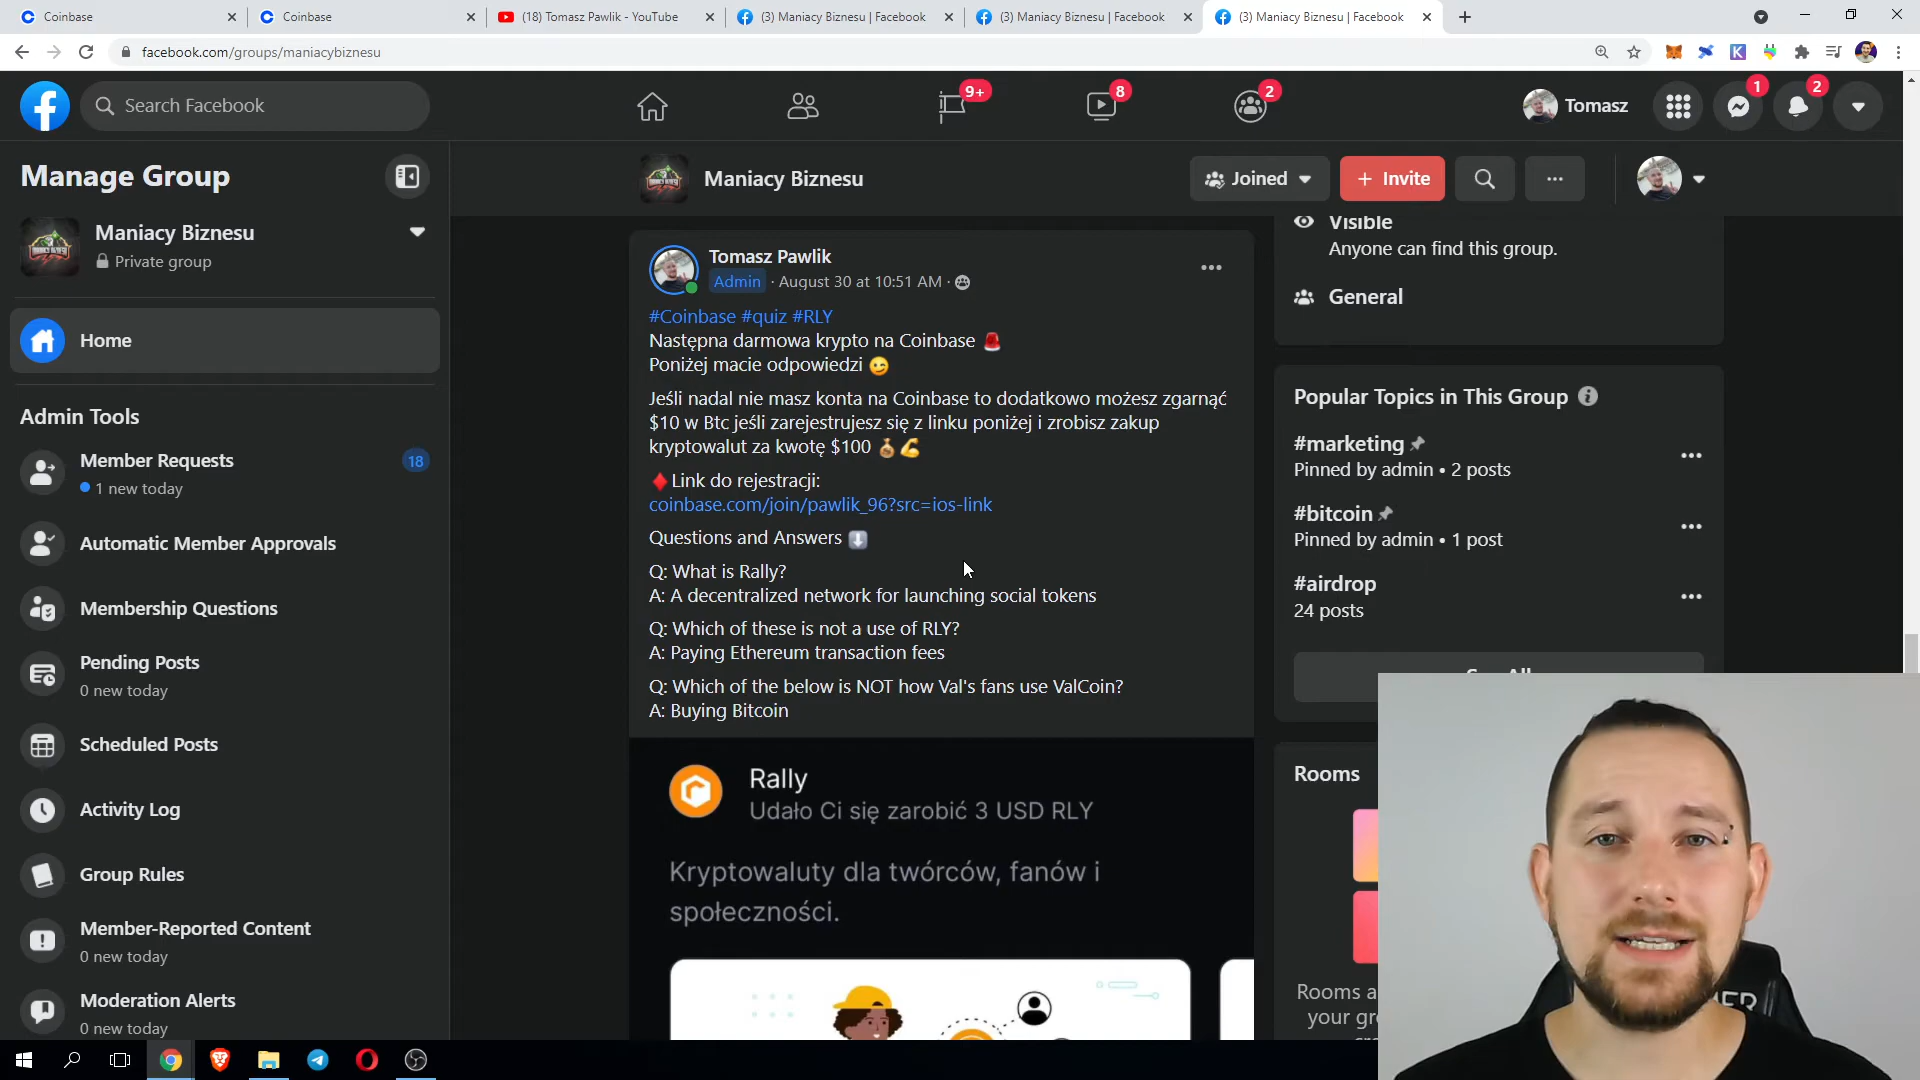 Coinbase
Coinbase
(18) Tomasz Pawlik - YouTube
(3) Maniacy Biznesu | Facebook
(3) Maniacy Biznesu | Facebook
(3) Maniacy Biznesu | Facebook
facebook.com/groups/maniacybiznesu
Search Facebook
9+
8
2
Tomasz
1
2
Manage Group
Maniacy Biznesu
Private group
Home
Admin Tools
Member Requests
18
1 new today
Automatic Member Approvals
Membership Questions
Pending Posts
0 new today
Scheduled Posts
Activity Log
Group Rules
Member-Reported Content
0 new today
Moderation Alerts
0 new today
Maniacy Biznesu
Joined
+ Invite
Tomasz Pawlik
Admin · August 30 at 10:51 AM ·
#Coinbase #quiz #RLY
Następna darmowa krypto na Coinbase 🚨
Poniżej macie odpowiedzi 😉
Jeśli nadal nie masz konta na Coinbase to dodatkowo możesz zgarnąć
$10 w Btc jeśli zarejestrujesz się z linku poniżej i zrobisz zakup
kryptowalut za kwotę $100 💰💪
♦️Link do rejestracji:
coinbase.com/join/pawlik_96?src=ios-link
Questions and Answers ⬇️
Q: What is Rally?
A: A decentralized network for launching social tokens
Q: Which of these is not a use of RLY?
A: Paying Ethereum transaction fees
Q: Which of the below is NOT how Val's fans use ValCoin?
A: Buying Bitcoin
Rally
Udało Ci się zarobić 3 USD RLY
Kryptowaluty dla twórców, fanów i
społeczności.
Visible
Anyone can find this group.
General
Popular Topics in This Group
#marketing
Pinned by admin • 2 posts
#bitcoin
Pinned by admin • 1 post
#airdrop
24 posts
See All
Rooms
Rooms a
your gr